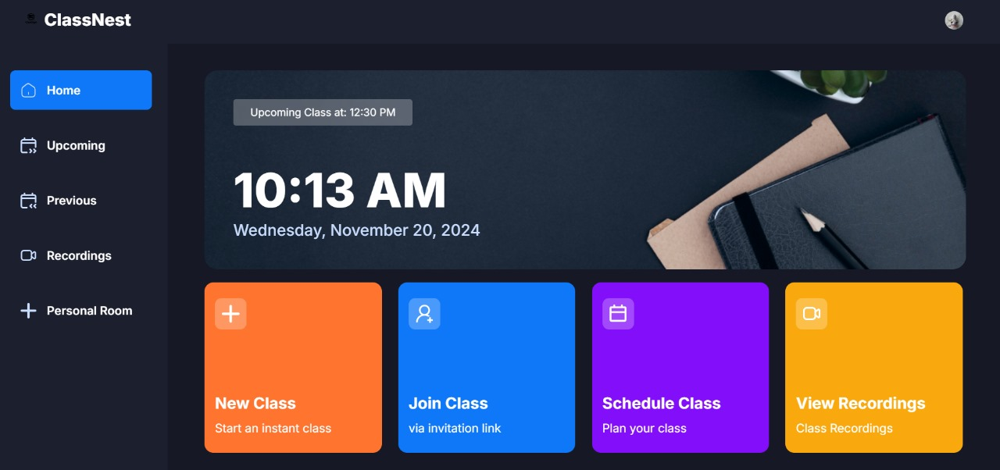 ClassNest
Home
Upcoming
Previous
Recordings
Personal Room
Upcoming Class at: 12:30 PM
10:13 AM
Wednesday, November 20, 2024
New Class
Start an instant class
Join Class
via invitation link
Schedule Class
Plan your class
View Recordings
Class Recordings